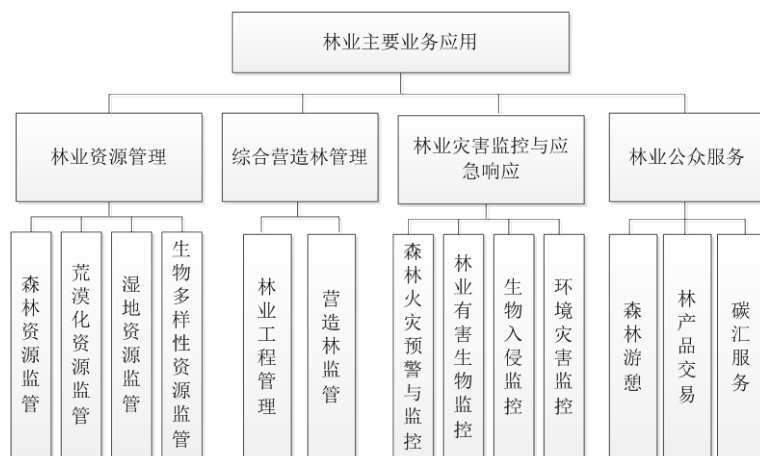 林业主要业务应用
林业资源管理
综合营造林管理
林业灾害监控与应
急响应
林业公众服务
森林资源监管
荒漠化资源监管
湿地资源监管
生物多样性资源监管
林业工程管理
营造林监管
森林火灾预警与监控
林业有害生物监控
生物入侵监控
环境灾害监控
森林游憩
林产品交易
碳汇服务